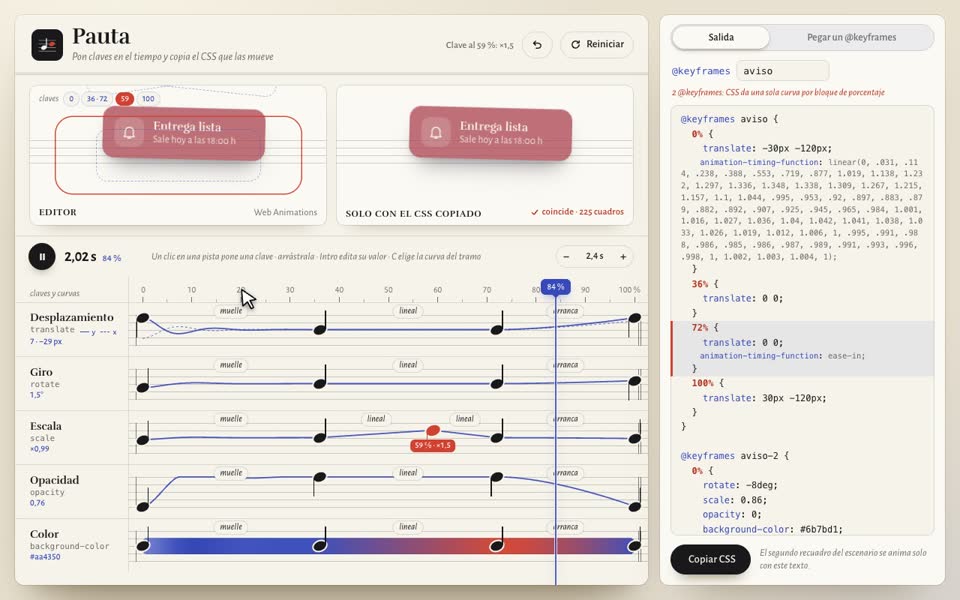 Pauta
Pon claves en el tiempo y copia el CSS que las mueve
Clave al 59 %: ×1,5
Reiniciar
claves 0 36·72 59 100
Entrega lista
Sale hoy a las 18:00 h
EDITOR
Web Animations
Entrega lista
Sale hoy a las 18:00 h
SOLO CON EL CSS COPIADO
coincide · 225 cuadros
2,02 s 84 %
Un clic en una pista pone una clave · arrástrala · Intro edita su valor · C elige la curva del tramo
− 2,4 s +
claves y curvas
0 10 30 40 50 60 70 84 % 90 100 %
Desplazamiento
translate y x
7 · −29 px
muelle lineal arranca
Giro
rotate
1,5°
muelle lineal arranca
Escala
scale
×0,99
muelle lineal lineal arranca
59 % · ×1,5
Opacidad
opacity
0,76
muelle lineal arranca
Color
background-color
#aa4350
muelle lineal arranca
Salida
Pegar un @keyframes
@keyframes aviso
2 @keyframes: CSS da una sola curva por bloque de porcentaje
@keyframes aviso {
0% {
translate: −30px −120px;
animation-timing-function: linear(0, .031, .11
4, .238, .388, .553, .719, .877, 1.019, 1.138, 1.23
2, 1.297, 1.336, 1.348, 1.338, 1.309, 1.267, 1.215,
1.157, 1.1, 1.044, .995, .953, .92, .897, .883, .87
9, .882, .892, .907, .925, .945, .965, .984, 1.001,
1.016, 1.027, 1.036, 1.04, 1.042, 1.041, 1.038, 1.0
33, 1.026, 1.019, 1.012, 1.006, 1, .995, .991, .98
8, .986, .985, .986, .987, .989, .991, .993, .996,
.998, 1, 1.002, 1.003, 1.004, 1);
}
36% {
translate: 0 0;
}
72% {
translate: 0 0;
animation-timing-function: ease-in;
}
100% {
translate: 30px −120px;
}
}
@keyframes aviso-2 {
0% {
rotate: −8deg;
scale: 0.86;
opacity: 0;
background-color: #6b7bd1;
Copiar CSS
El segundo recuadro del escenario se anima solo
con este texto.